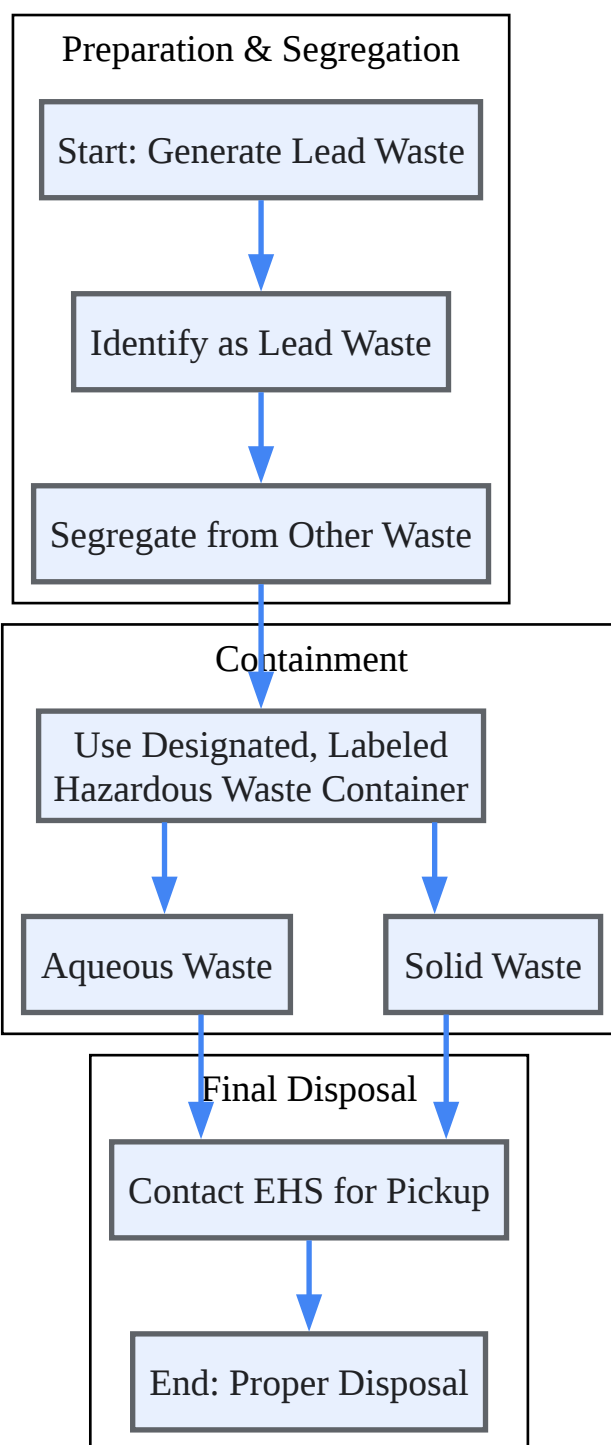 Preparation & Segregation
Start: Generate Lead Waste
Identify as Lead Waste
Segregate from Other Waste
Containment
Use Designated, Labeled
Hazardous Waste Container
Aqueous Waste
Solid Waste
Final Disposal
Contact EHS for Pickup
End: Proper Disposal